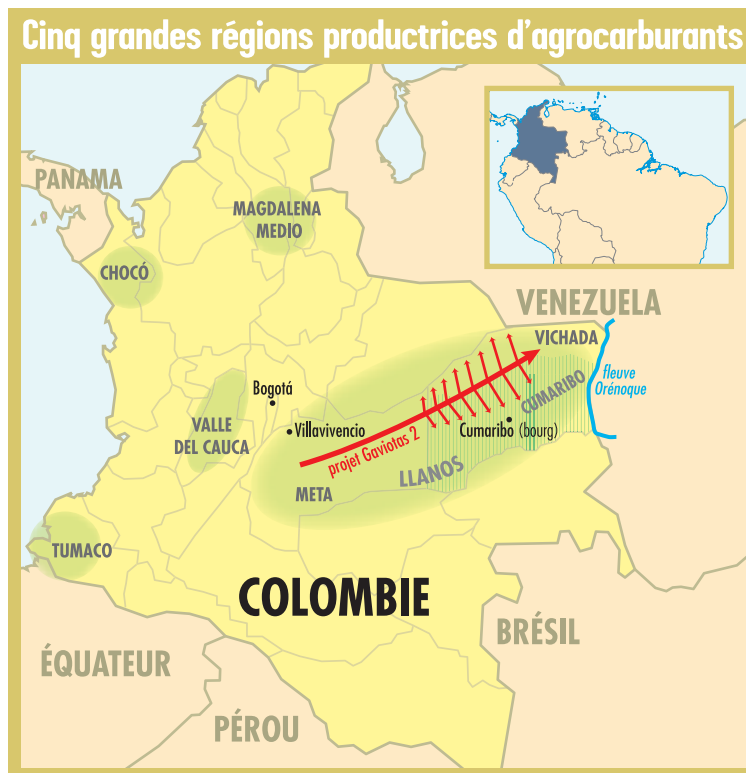 Cinq grandes régions productrices d'agrocarburants
PANAMA
MAGDALENA
MEDIO
CHOCÓ
VENEZUELA
VICHADA
fleuve
Orénoque
CUMARIBO
Bogotá
VALLE
DEL CAUCA
Villavivencio
Cumaribo (bourg)
projet Gaviotas 2
LLANOS
META
TUMACO
COLOMBIE
BRÉSIL
ÉQUATEUR
PÉROU